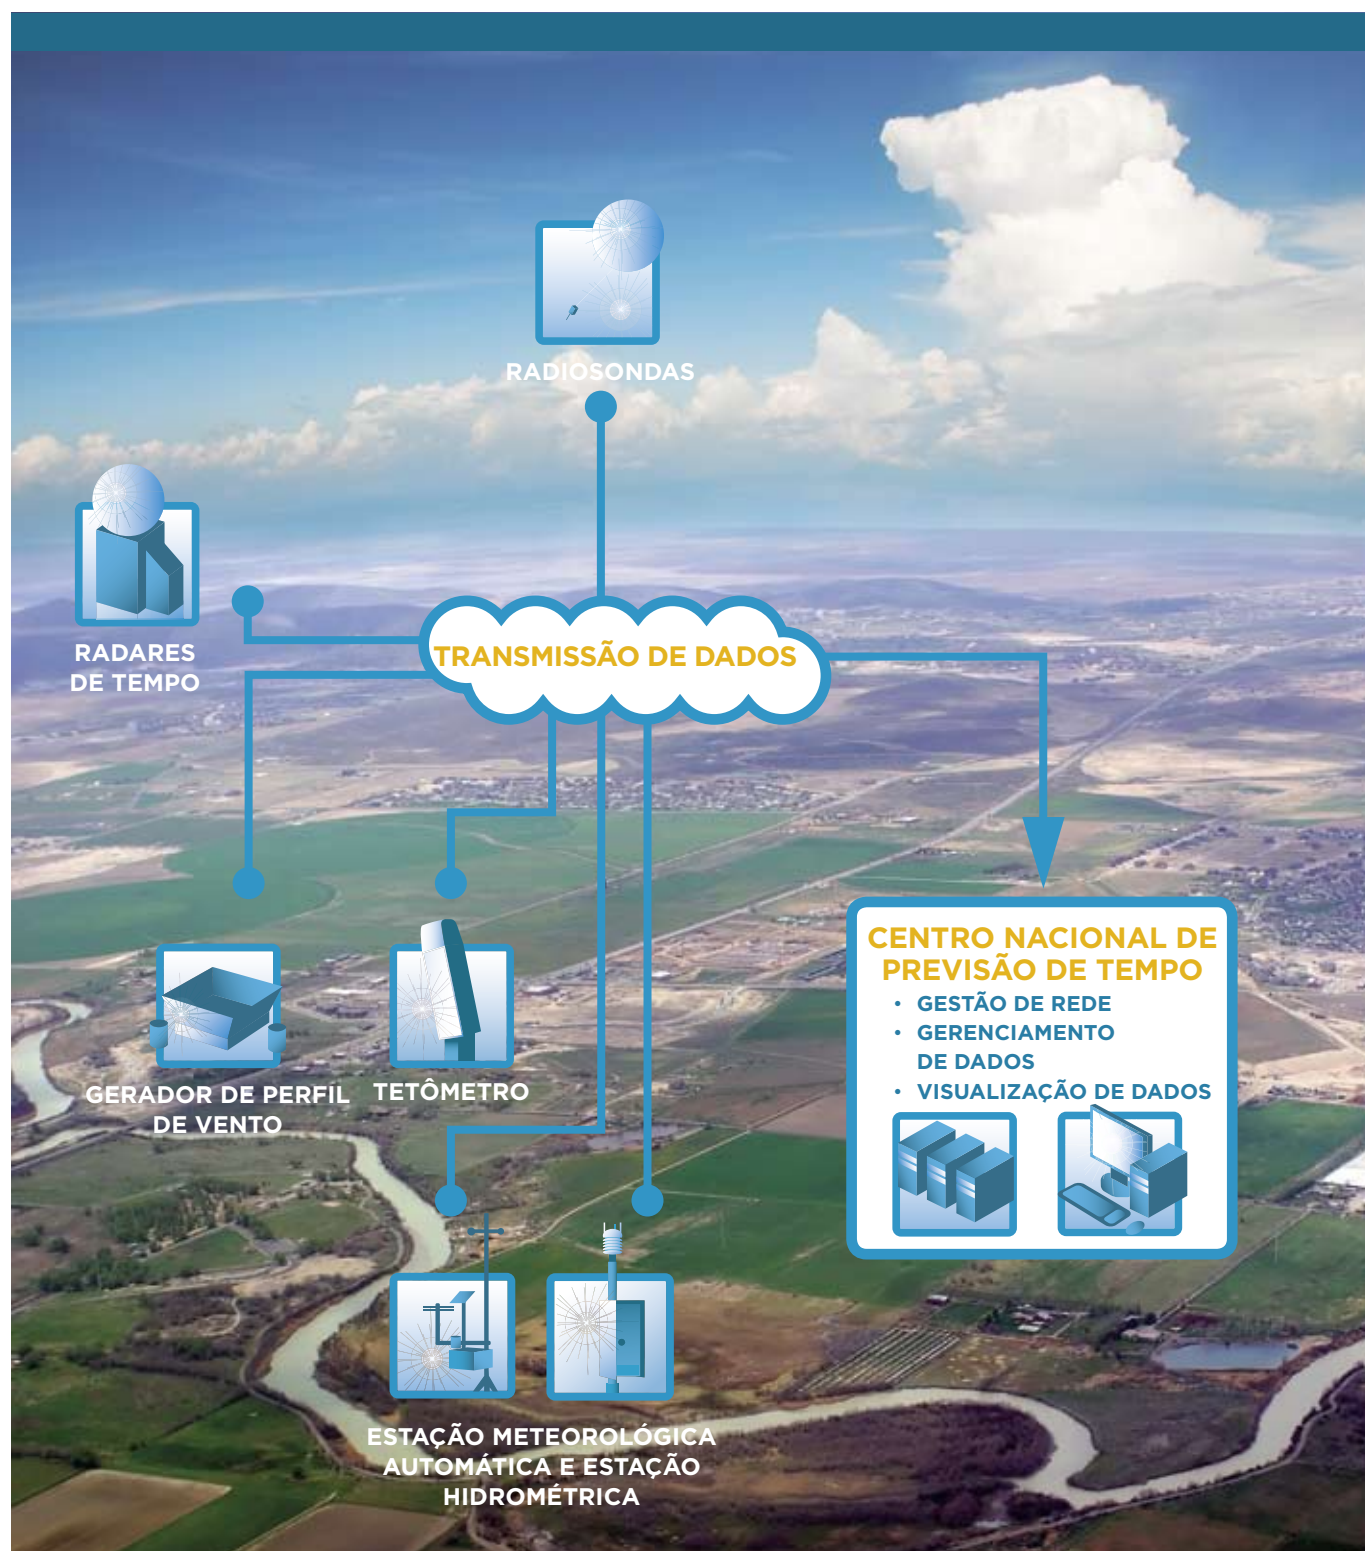 RADIOSONDAS
RADARES
DE TEMPO
TRANSMISSÃO DE DADOS
CENTRO NACIONAL DE
PREVISÃO DE TEMPO
• GESTÃO DE REDE
• GERENCIAMENTO
DE DADOS
• VISUALIZAÇÃO DE DADOS
GERADOR DE PERFIL
DE VENTO
TETÔMETRO
ESTAÇÃO METEOROLÓGICA
AUTOMÁTICA E ESTAÇÃO
HIDROMÉTRICA